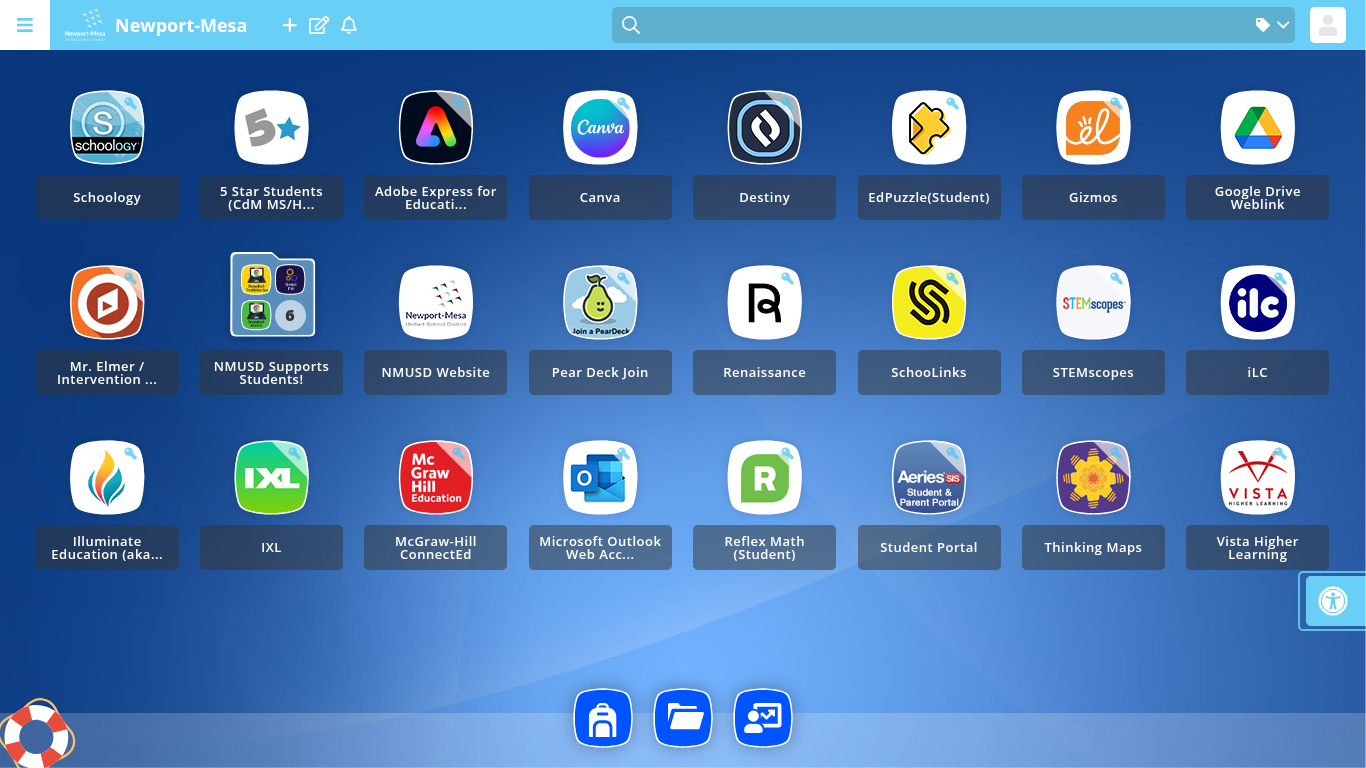 Newport-Mesa
Newport-Mesa
S
schoology
5
Canva
él
Schoology
5 Star Students
(CdM MS/H...
Adobe Express for
Educati...
Canva
Destiny
EdPuzzle(Student)
Gizmos
Google Drive
Weblink
6
Newport-Mesa
Unified School District
Join a PearDeck
STEMscopes
ilc
Mr. Elmer /
Intervention ...
NMUSD Supports
Students!
NMUSD Website
Pear Deck Join
Renaissance
SchooLinks
STEMscopes
iLC
IXL
Mc
Graw
Hill
Education
O
R
Aeries SIS
Student &
Parent Portal
VISTA
HIGHER LEARNING
Illuminate
Education (aka...
IXL
McGraw-Hill
ConnectEd
Microsoft Outlook
Web Acc...
Reflex Math
(Student)
Student Portal
Thinking Maps
Vista Higher
Learning